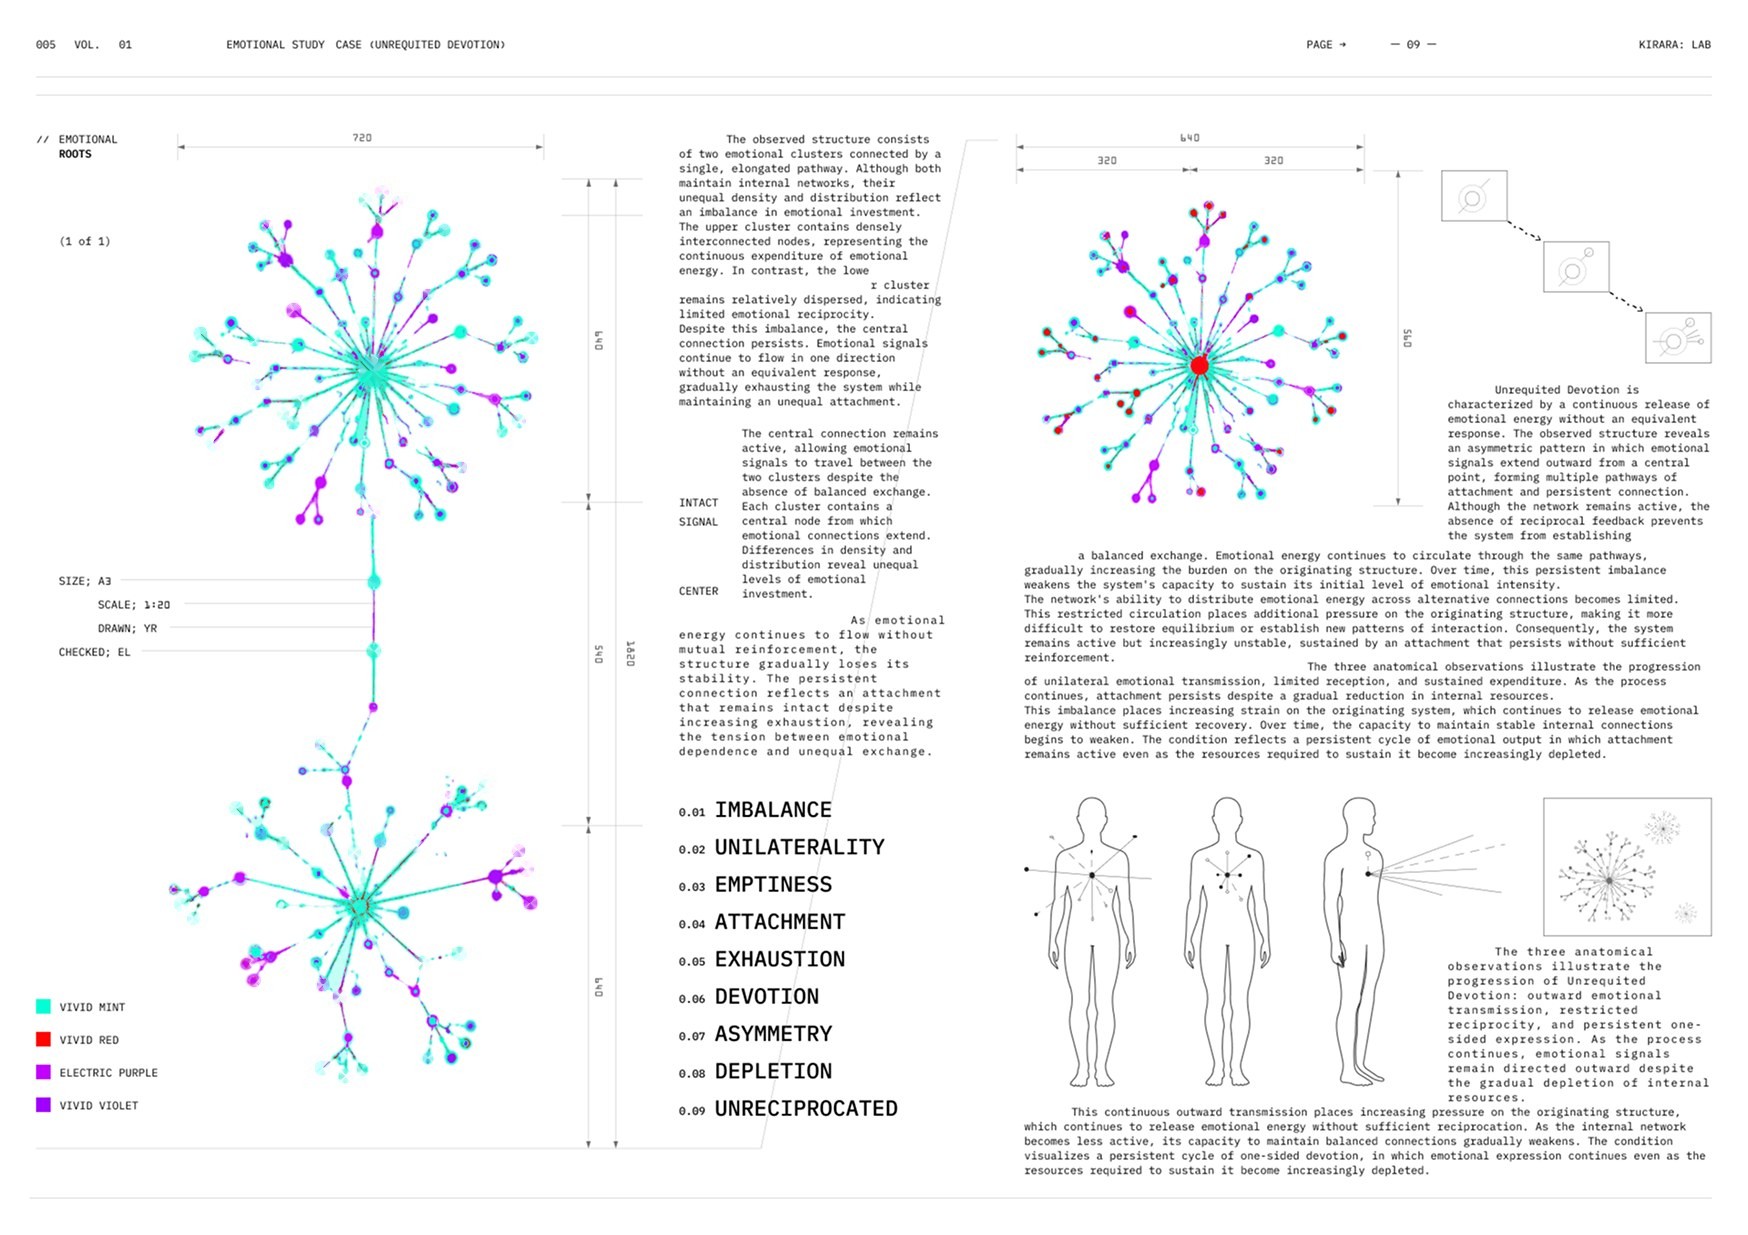 005 VOL. 01
EMOTIONAL STUDY CASE (UNREQUITED DEVOTION)
PAGE → — 09 —
KIRARA: LAB
// EMOTIONAL
ROOTS
(1 of 1)
720
640
540
1820
640
SIZE; A3
SCALE; 1:20
DRAWN; YR
CHECKED; EL
VIVID MINT
VIVID RED
ELECTRIC PURPLE
VIVID VIOLET
The observed structure consists
of two emotional clusters connected by a
single, elongated pathway. Although both
maintain internal networks, their
unequal density and distribution reflect
an imbalance in emotional investment.
The upper cluster contains densely
interconnected nodes, representing the
continuous expenditure of emotional
energy. In contrast, the lowe
r cluster
remains relatively dispersed, indicating
limited emotional reciprocity.
Despite this imbalance, the central
connection persists. Emotional signals
continue to flow in one direction
without an equivalent response,
gradually exhausting the system while
maintaining an unequal attachment.
INTACT
SIGNAL
CENTER
The central connection remains
active, allowing emotional
signals to travel between the
two clusters despite the
absence of balanced exchange.
Each cluster contains a
central node from which
emotional connections extend.
Differences in density and
distribution reveal unequal
levels of emotional
investment.
As emotional
energy continues to flow without
mutual reinforcement, the
structure gradually loses its
stability. The persistent
connection reflects an attachment
that remains intact despite
increasing exhaustion, revealing
the tension between emotional
dependence and unequal exchange.
0.01 IMBALANCE
0.02 UNILATERALITY
0.03 EMPTINESS
0.04 ATTACHMENT
0.05 EXHAUSTION
0.06 DEVOTION
0.07 ASYMMETRY
0.08 DEPLETION
0.09 UNRECIPROCATED
640
320 320
560
Unrequited Devotion is
characterized by a continuous release of
emotional energy without an equivalent
response. The observed structure reveals
an asymmetric pattern in which emotional
signals extend outward from a central
point, forming multiple pathways of
attachment and persistent connection.
Although the network remains active, the
absence of reciprocal feedback prevents
the system from establishing
a balanced exchange. Emotional energy continues to circulate through the same pathways,
gradually increasing the burden on the originating structure. Over time, this persistent imbalance
weakens the system's capacity to sustain its initial level of emotional intensity.
The network's ability to distribute emotional energy across alternative connections becomes limited.
This restricted circulation places additional pressure on the originating structure, making it more
difficult to restore equilibrium or establish new patterns of interaction. Consequently, the system
remains active but increasingly unstable, sustained by an attachment that persists without sufficient
reinforcement.
The three anatomical observations illustrate the progression
of unilateral emotional transmission, limited reception, and sustained expenditure. As the process
continues, attachment persists despite a gradual reduction in internal resources.
This imbalance places increasing strain on the originating system, which continues to release emotional
energy without sufficient recovery. Over time, the capacity to maintain stable internal connections
begins to weaken. The condition reflects a persistent cycle of emotional output in which attachment
remains active even as the resources required to sustain it become increasingly depleted.
The three anatomical
observations illustrate the
progression of Unrequited
Devotion: outward emotional
transmission, restricted
reciprocity, and persistent one-
sided expression. As the process
continues, emotional signals
remain directed outward despite
the gradual depletion of internal
resources.
This continuous outward transmission places increasing pressure on the originating structure,
which continues to release emotional energy without sufficient reciprocation. As the internal network
becomes less active, its capacity to maintain balanced connections gradually weakens. The condition
visualizes a persistent cycle of one-sided devotion, in which emotional expression continues even as the
resources required to sustain it become increasingly depleted.